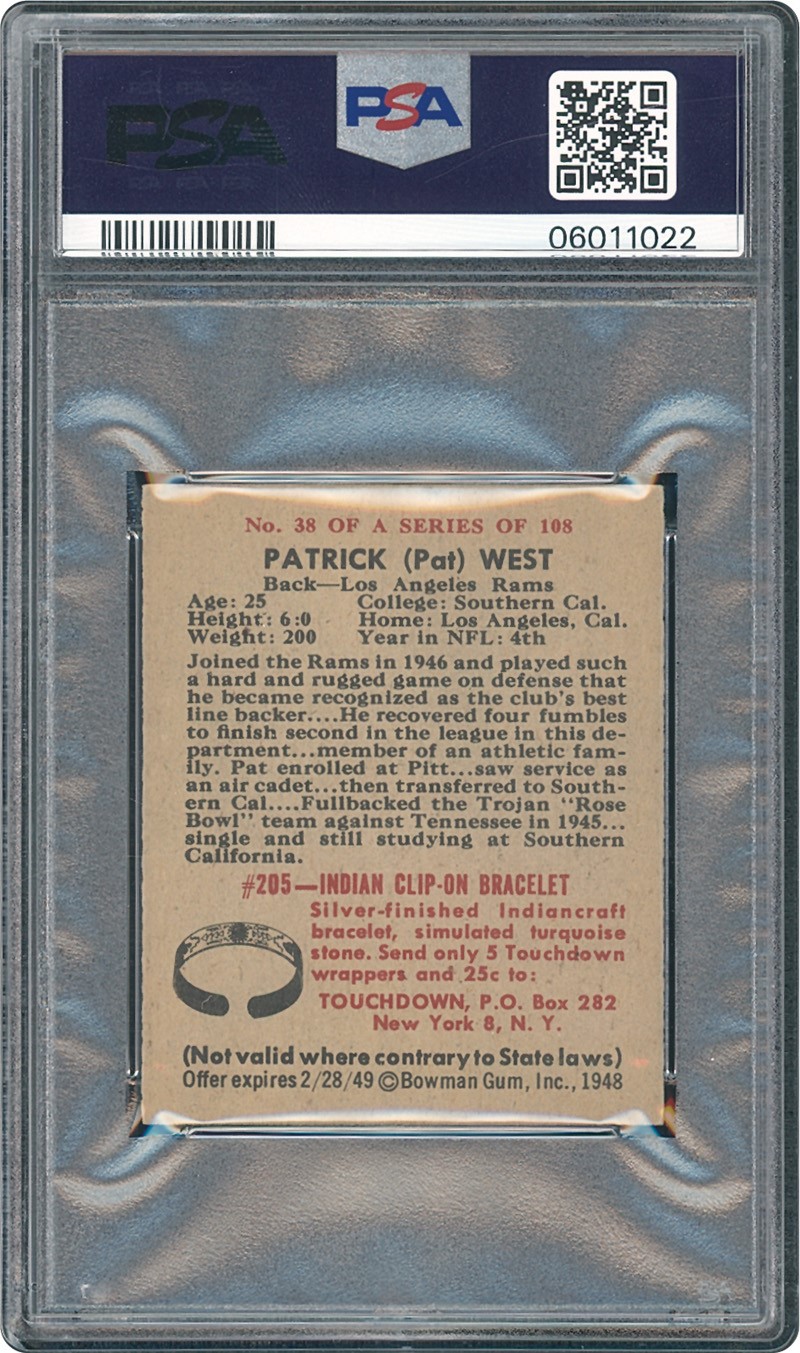 PSA
PSA
06011022
No. 38 OF A SERIES OF 108
PATRICK (Pat) WEST
Back—Los Angeles Rams
Age: 25 College: Southern Cal.
Height: 6:0 Home: Los Angeles, Cal.
Weight: 200 Year in NFL: 4th
Joined the Rams in 1946 and played such
a hard and rugged game on defense that
he became recognized as the club's best
line backer....He recovered four fumbles
to finish second in the league in this de-
partment...member of an athletic fam-
ily. Pat enrolled at Pitt...saw service as
an air cadet...then transferred to South-
ern Cal....Fullbacked the Trojan "Rose
Bowl" team against Tennessee in 1945...
single and still studying at Southern
California.
#205—INDIAN CLIP-ON BRACELET
Silver-finished Indiancraft
bracelet, simulated turquoise
stone. Send only 5 Touchdown
wrappers and 25c to:
TOUCHDOWN, P.O. Box 282
New York 8, N. Y.
(Not valid where contrary to State laws)
Offer expires 2/28/49 ©Bowman Gum, Inc., 1948